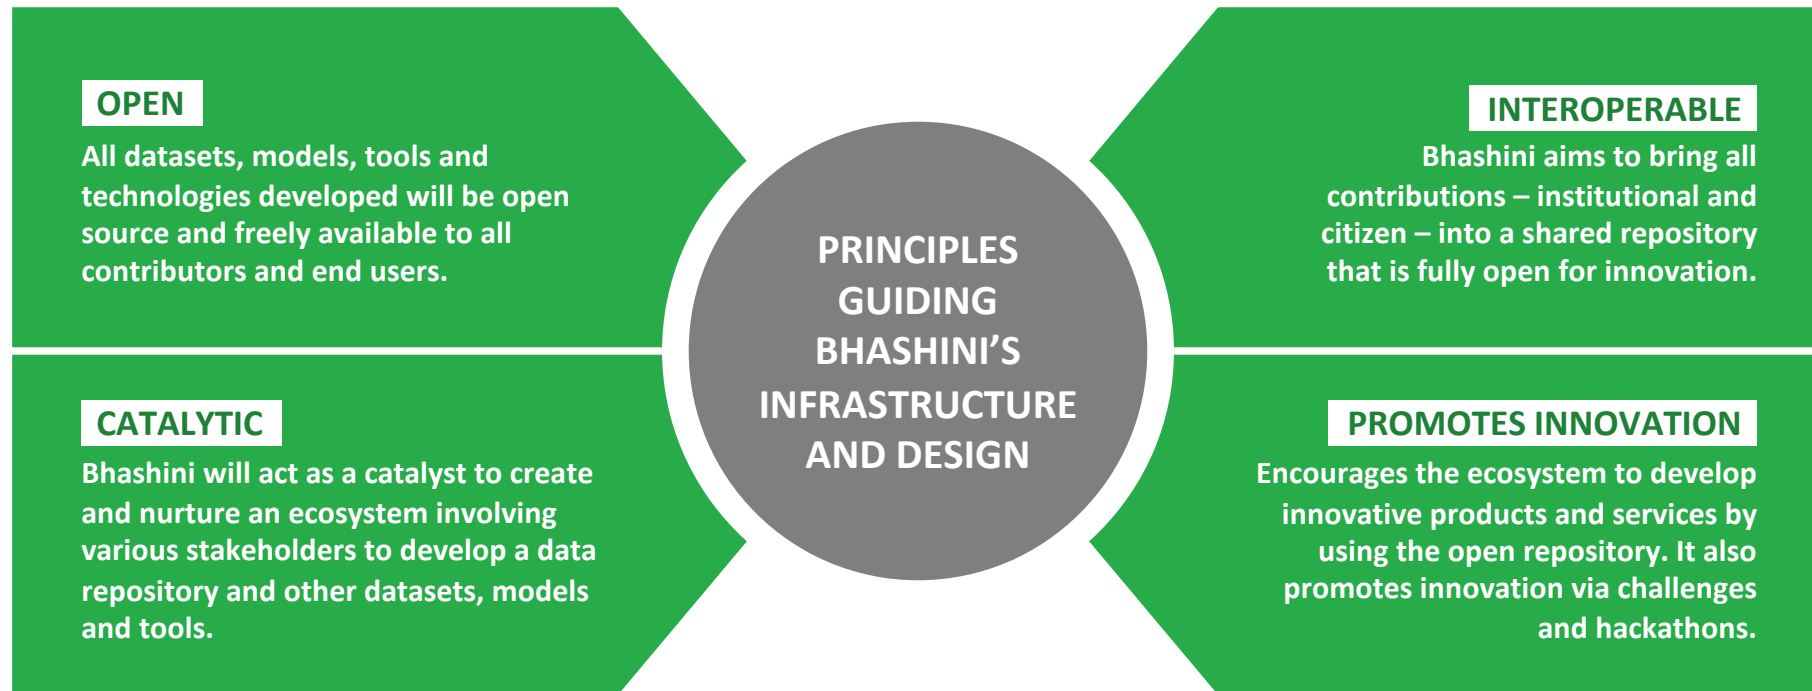 OPEN
All datasets, models, tools and
technologies developed will be open
source and freely available to all
contributors and end users.
CATALYTIC
Bhashini will act as a catalyst to create
and nurture an ecosystem involving
various stakeholders to develop a data
repository and other datasets, models
and tools.
PRINCIPLES
GUIDING
BHASHINI’S
INFRASTRUCTURE
AND DESIGN
INTEROPERABLE
Bhashini aims to bring all
contributions – institutional and
citizen – into a shared repository
that is fully open for innovation.
PROMOTES INNOVATION
Encourages the ecosystem to develop
innovative products and services by
using the open repository. It also
promotes innovation via challenges
and hackathons.